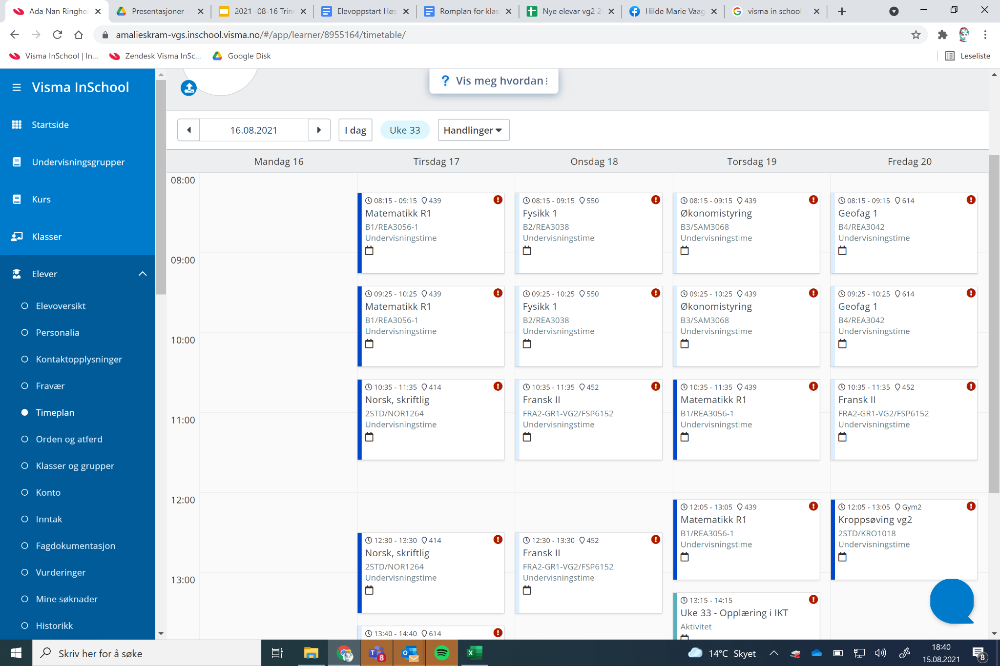 Ada Nan Ringhei
Presentasjoner -
2021 -08-16 Trin
Elevoppstart Høs
Romplan for klas
Nye elevar vg2 2
Hilde Marie Vaag
visma in school -
amalieskram-vgs.inschool.visma.no/#/app/learner/8955164/timetable/
Visma InSchool | In...
Zendesk Visma InSc...
Google Disk
Leseliste
Visma InSchool
Startside
Undervisningsgrupper
Kurs
Klasser
Elever
Elevoversikt
Personalia
Kontaktopplysninger
Fravær
Timeplan
Orden og atferd
Klasser og grupper
Konto
Inntak
Fagdokumentasjon
Vurderinger
Mine søknader
Historikk
? Vis meg hvordan
16.08.2021
I dag
Uke 33
Handlinger
Mandag 16
Tirsdag 17
Onsdag 18
Torsdag 19
Fredag 20
08:00
09:00
10:00
11:00
12:00
13:00
08:15 - 09:15 439
Matematikk R1
B1/REA3056-1
Undervisningstime
09:25 - 10:25 439
Matematikk R1
B1/REA3056-1
Undervisningstime
10:35 - 11:35 414
Norsk, skriftlig
2STD/NOR1264
Undervisningstime
12:30 - 13:30 414
Norsk, skriftlig
2STD/NOR1264
Undervisningstime
13:40 - 14:40 614
08:15 - 09:15 550
Fysikk 1
B2/REA3038
Undervisningstime
09:25 - 10:25 550
Fysikk 1
B2/REA3038
Undervisningstime
10:35 - 11:35 452
Fransk II
FRA2-GR1-VG2/FSP6152
Undervisningstime
12:30 - 13:30 452
Fransk II
FRA2-GR1-VG2/FSP6152
Undervisningstime
08:15 - 09:15 439
Økonomistyring
B3/SAM3068
Undervisningstime
09:25 - 10:25 439
Økonomistyring
B3/SAM3068
Undervisningstime
10:35 - 11:35 439
Matematikk R1
B1/REA3056-1
Undervisningstime
12:05 - 13:05 439
Matematikk R1
B1/REA3056-1
Undervisningstime
13:15 - 14:15
Uke 33 - Opplæring i IKT
Aktivitet
08:15 - 09:15 614
Geofag 1
B4/REA3042
Undervisningstime
09:25 - 10:25 614
Geofag 1
B4/REA3042
Undervisningstime
10:35 - 11:35 452
Fransk II
FRA2-GR1-VG2/FSP6152
Undervisningstime
12:05 - 13:05 Gym2
Kroppsøving vg2
2STD/KRO1018
Undervisningstime
Skriv her for å søke
8
14°C Skyet
18:40
15.08.2021
8